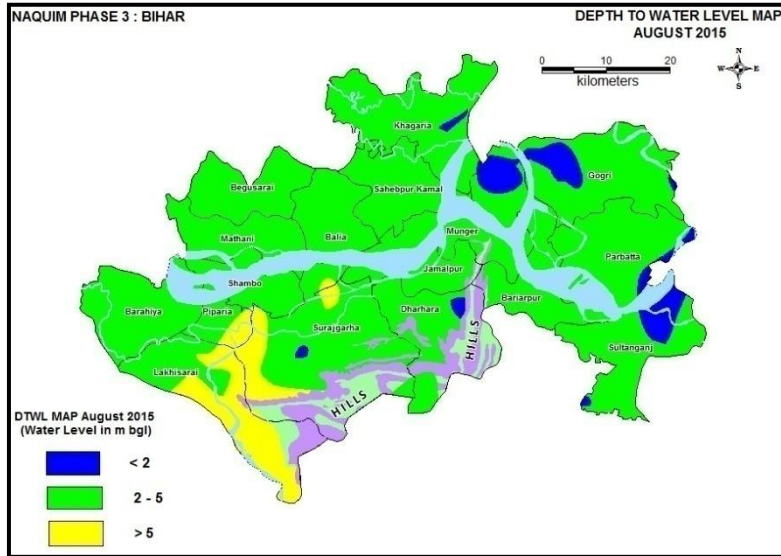 NAQUIM PHASE 3 : BIHAR
DEPTH TO WATER LEVEL MAP
AUGUST 2015
N
W E
S
0 10 20
kilometers
Khagaria
Gogri
Begusarai
Sahebpur Kamal
Mathani
Balia
Munger
Parbatta
Shambo
Jamalpur
Barahiya
Piparia
Surajgarha
Dharhara
Bariarpur
Sultanganj
Lakhisarai
HILLS
HILLS
DTWL MAP August 2015
(Water Level in m bgl)
< 2
2 - 5
> 5